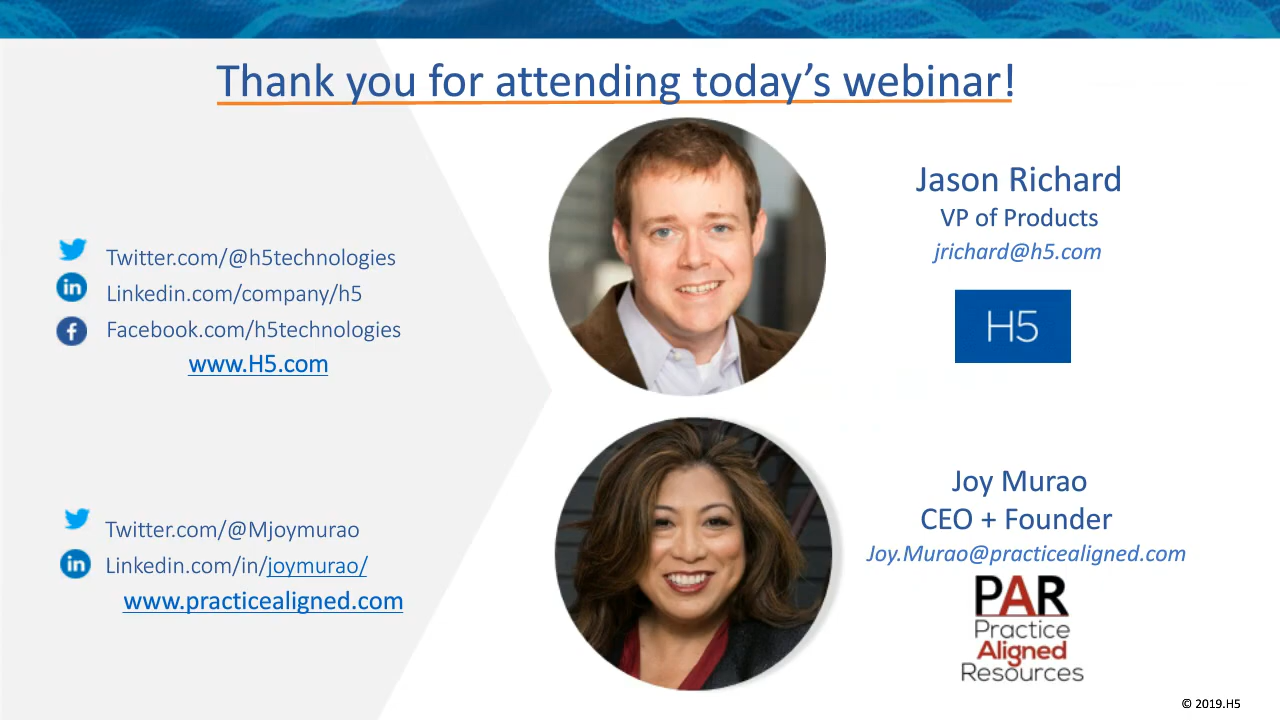 Thank you for attending today's webinar!
Jason Richard
VP of Products
jrichard@h5.com
H5
Twitter.com/@h5technologies
in Linkedin.com/company/h5
f Facebook.com/h5technologies
www.H5.com
Joy Murao
CEO + Founder
Joy.Murao@practicealigned.com
PAR
Practice
Aligned
Resources
Twitter.com/@Mjoymurao
in Linkedin.com/in/joymurao/
www.practicealigned.com
© 2019.H5